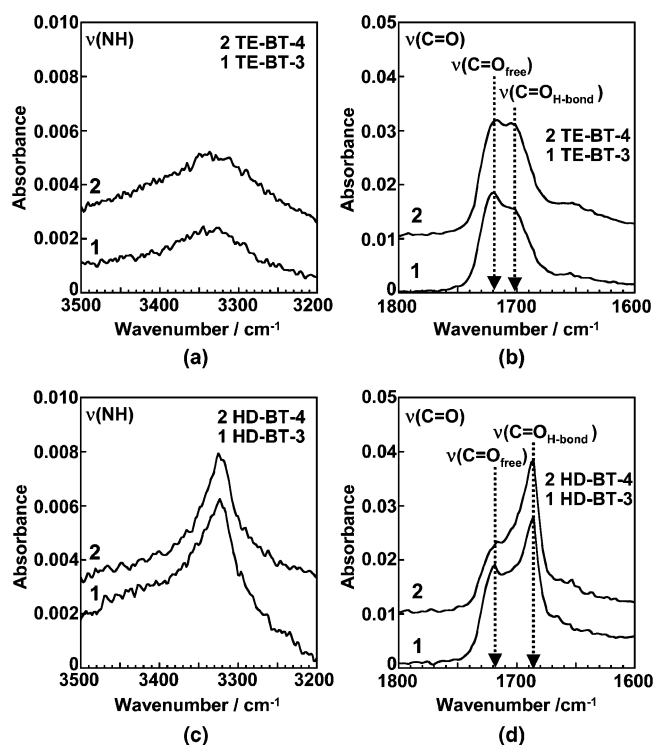 ν(NH)
2 TE-BT-4
1 TE-BT-3
0.010
0.008
0.006
0.004
0.002
0
Absorbance
2
1
3500 3400 3300 3200
Wavenumber / cm-1
(a)
ν(C=O)
ν(C=Ofree)
ν(C=OH-bond)
2 TE-BT-4
1 TE-BT-3
0.05
0.04
0.03
0.02
0.01
0
Absorbance
2
1
1800 1700 1600
Wavenumber/cm-1
(b)
ν(NH)
2 HD-BT-4
1 HD-BT-3
0.010
0.008
0.006
0.004
0.002
0
Absorbance
2
1
3500 3400 3300 3200
Wavenumber / cm-1
(c)
ν(C=O)
ν(C=OH-bond)
ν(C=Ofree)
2 HD-BT-4
1 HD-BT-3
0.05
0.04
0.03
0.02
0.01
0
Absorbance
2
1
1800 1700 1600
Wavenumber/cm-1
(d)